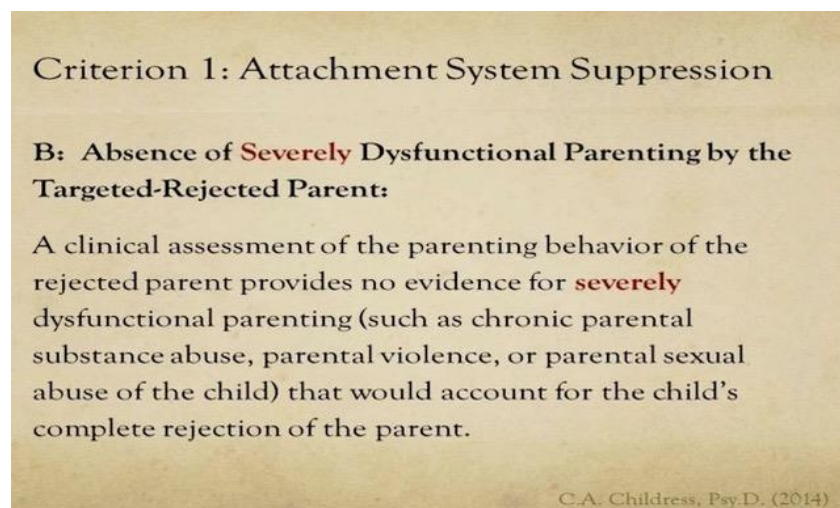 Criterion 1: Attachment System Suppression
B: Absence of Severely Dysfunctional Parenting by the
Targeted-Rejected Parent:
A clinical assessment of the parenting behavior of the
rejected parent provides no evidence for severely
dysfunctional parenting (such as chronic parental
substance abuse, parental violence, or parental sexual
abuse of the child) that would account for the child's
complete rejection of the parent.
C.A. Childress, Psy.D. (2014)